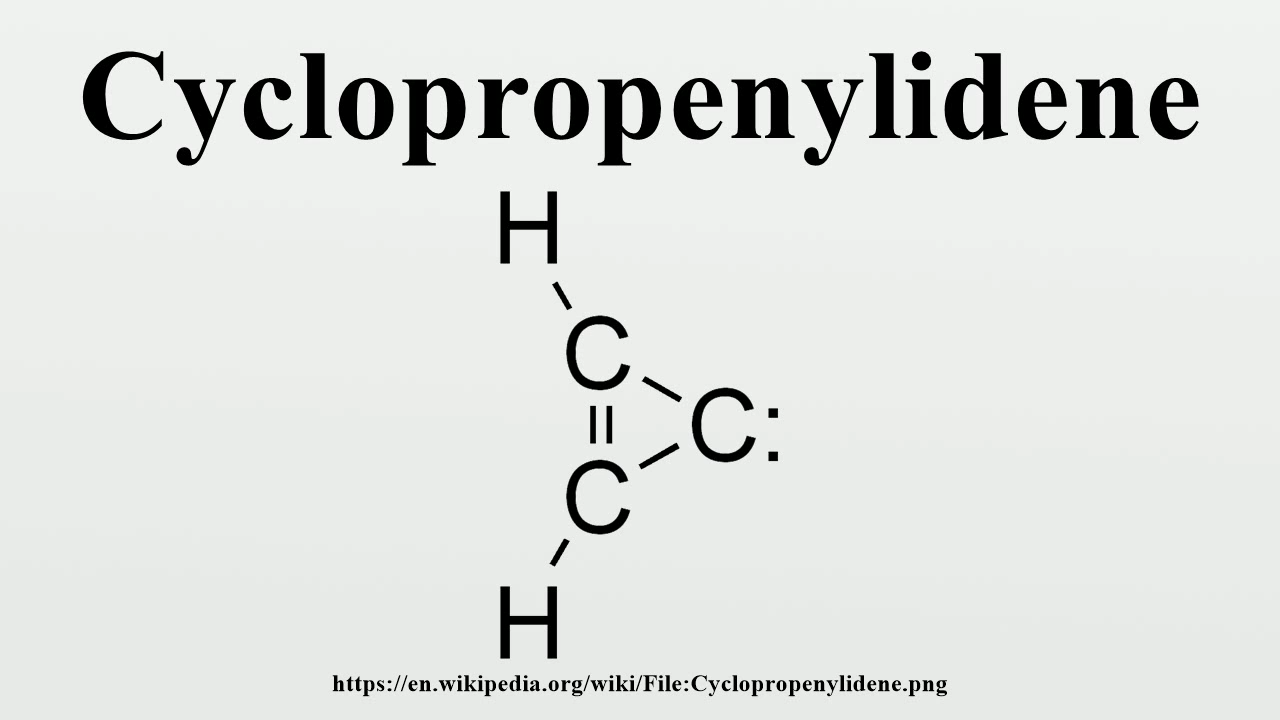 Cyclopropenylidene
H
C
C:
C
H
https://en.wikipedia.org/wiki/File:Cyclopropenylidene.png